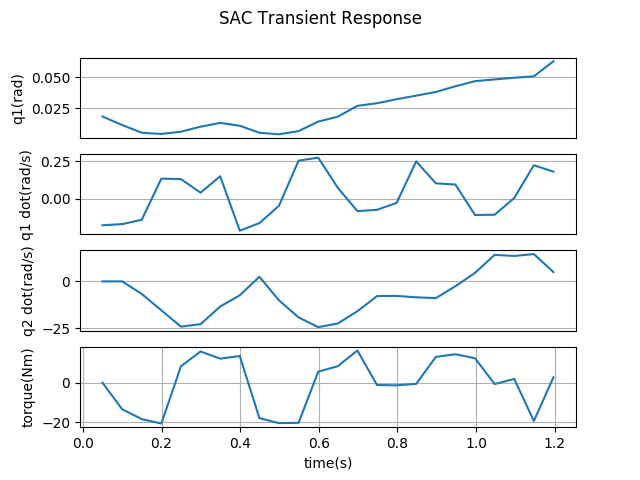 SAC Transient Response
q1(rad)
0.050
0.025
q1 dot(rad/s)
0.25
0.00
q2 dot(rad/s)
0
−25
torque(Nm)
0
−20
0.0 0.2 0.4 0.6 0.8 1.0 1.2
time(s)